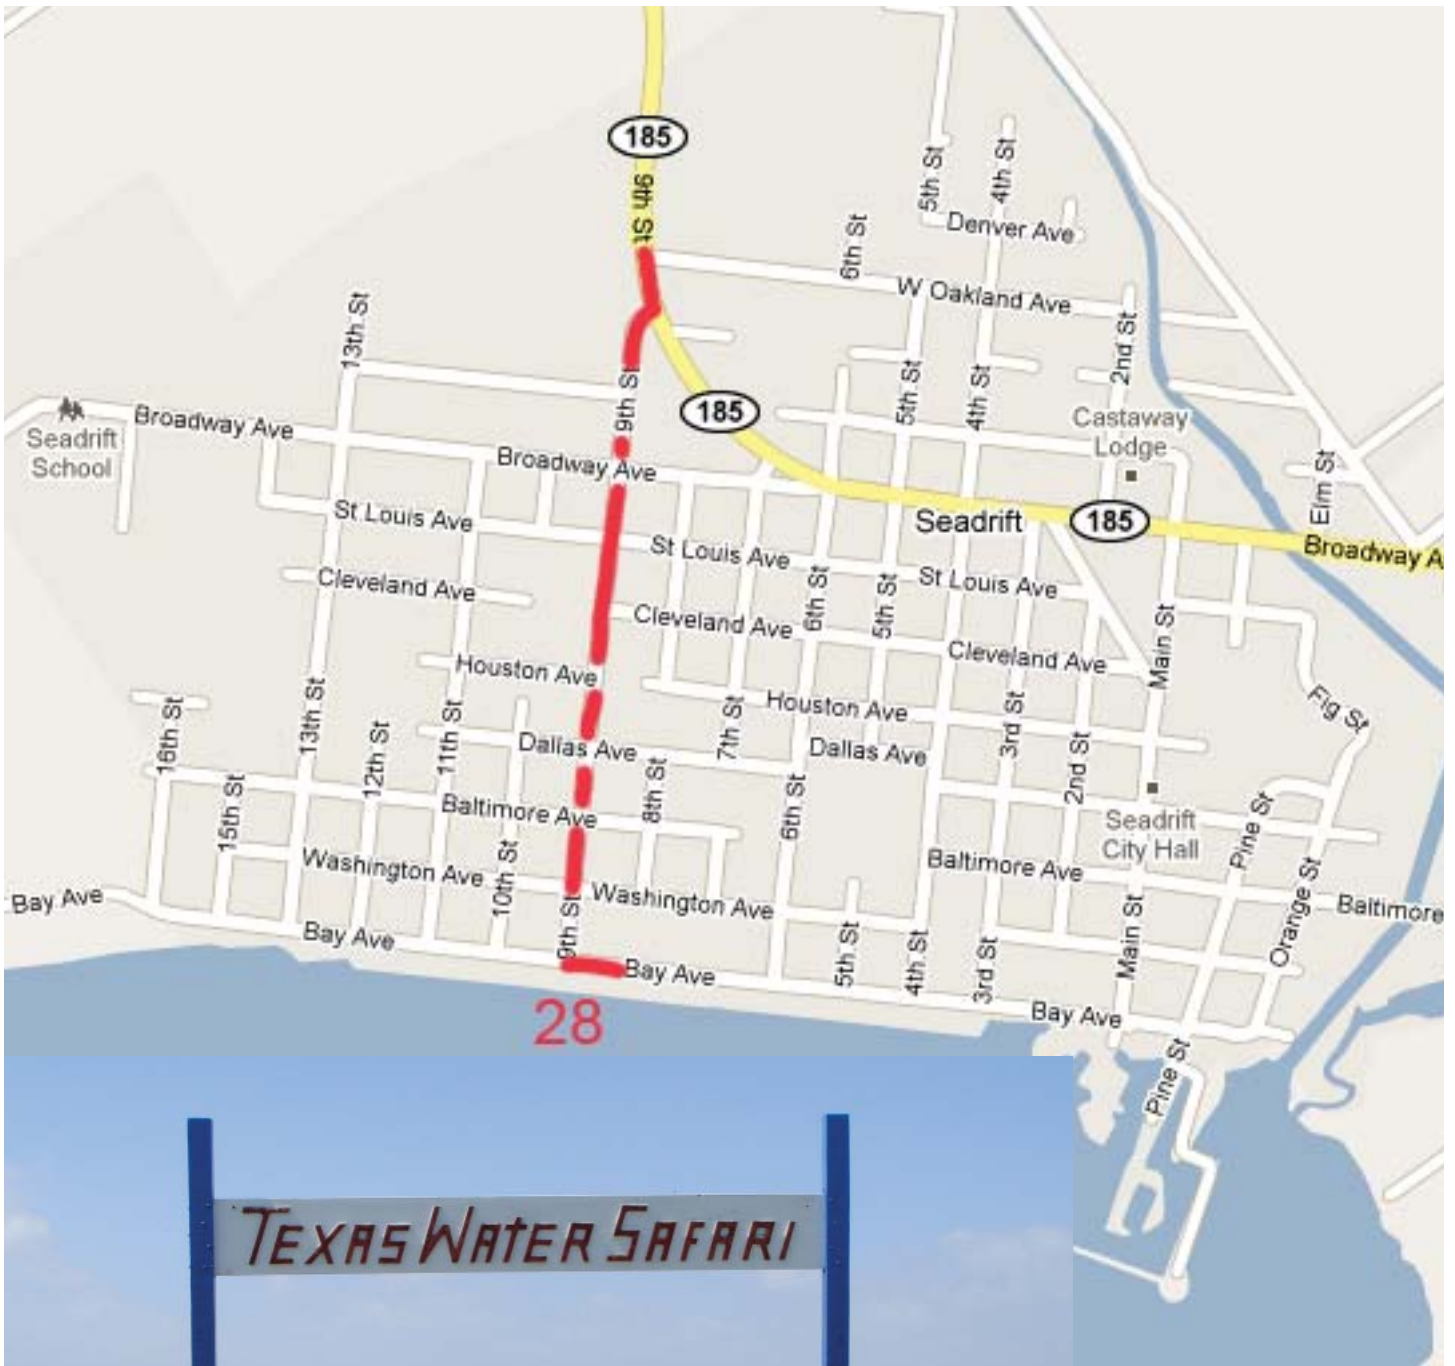 185
9th St
5th St
4th St
Denver Ave
6th St
W Oakland Ave
13th St
2nd St
9th St
185
5th St
4th St
Castaway
Lodge
Seadrift
School
Broadway Ave
Broadway Ave
Elm St
St Louis Ave
Seadrift
185
Broadway A
St Louis Ave
St Louis Ave
Cleveland Ave
6th St
5th St
Cleveland Ave
Main St
Cleveland Ave
Houston Ave
Houston Ave
Fig St
16th St
13th St
12th St
11th St
7th St
3rd St
2nd St
Dallas Ave
Dallas Ave
15th St
Baltimore Ave
8th St
6th St
Seadrift
City Hall
Pine St
Washington Ave
10th St
Baltimore Ave
Orange St
Bay Ave
Washington Ave
Baltimore
9th St
Bay Ave
5th St
4th St
3rd St
Main St
Bay Ave
Bay Ave
28
Pine St
TEXAS WATER SAFARI